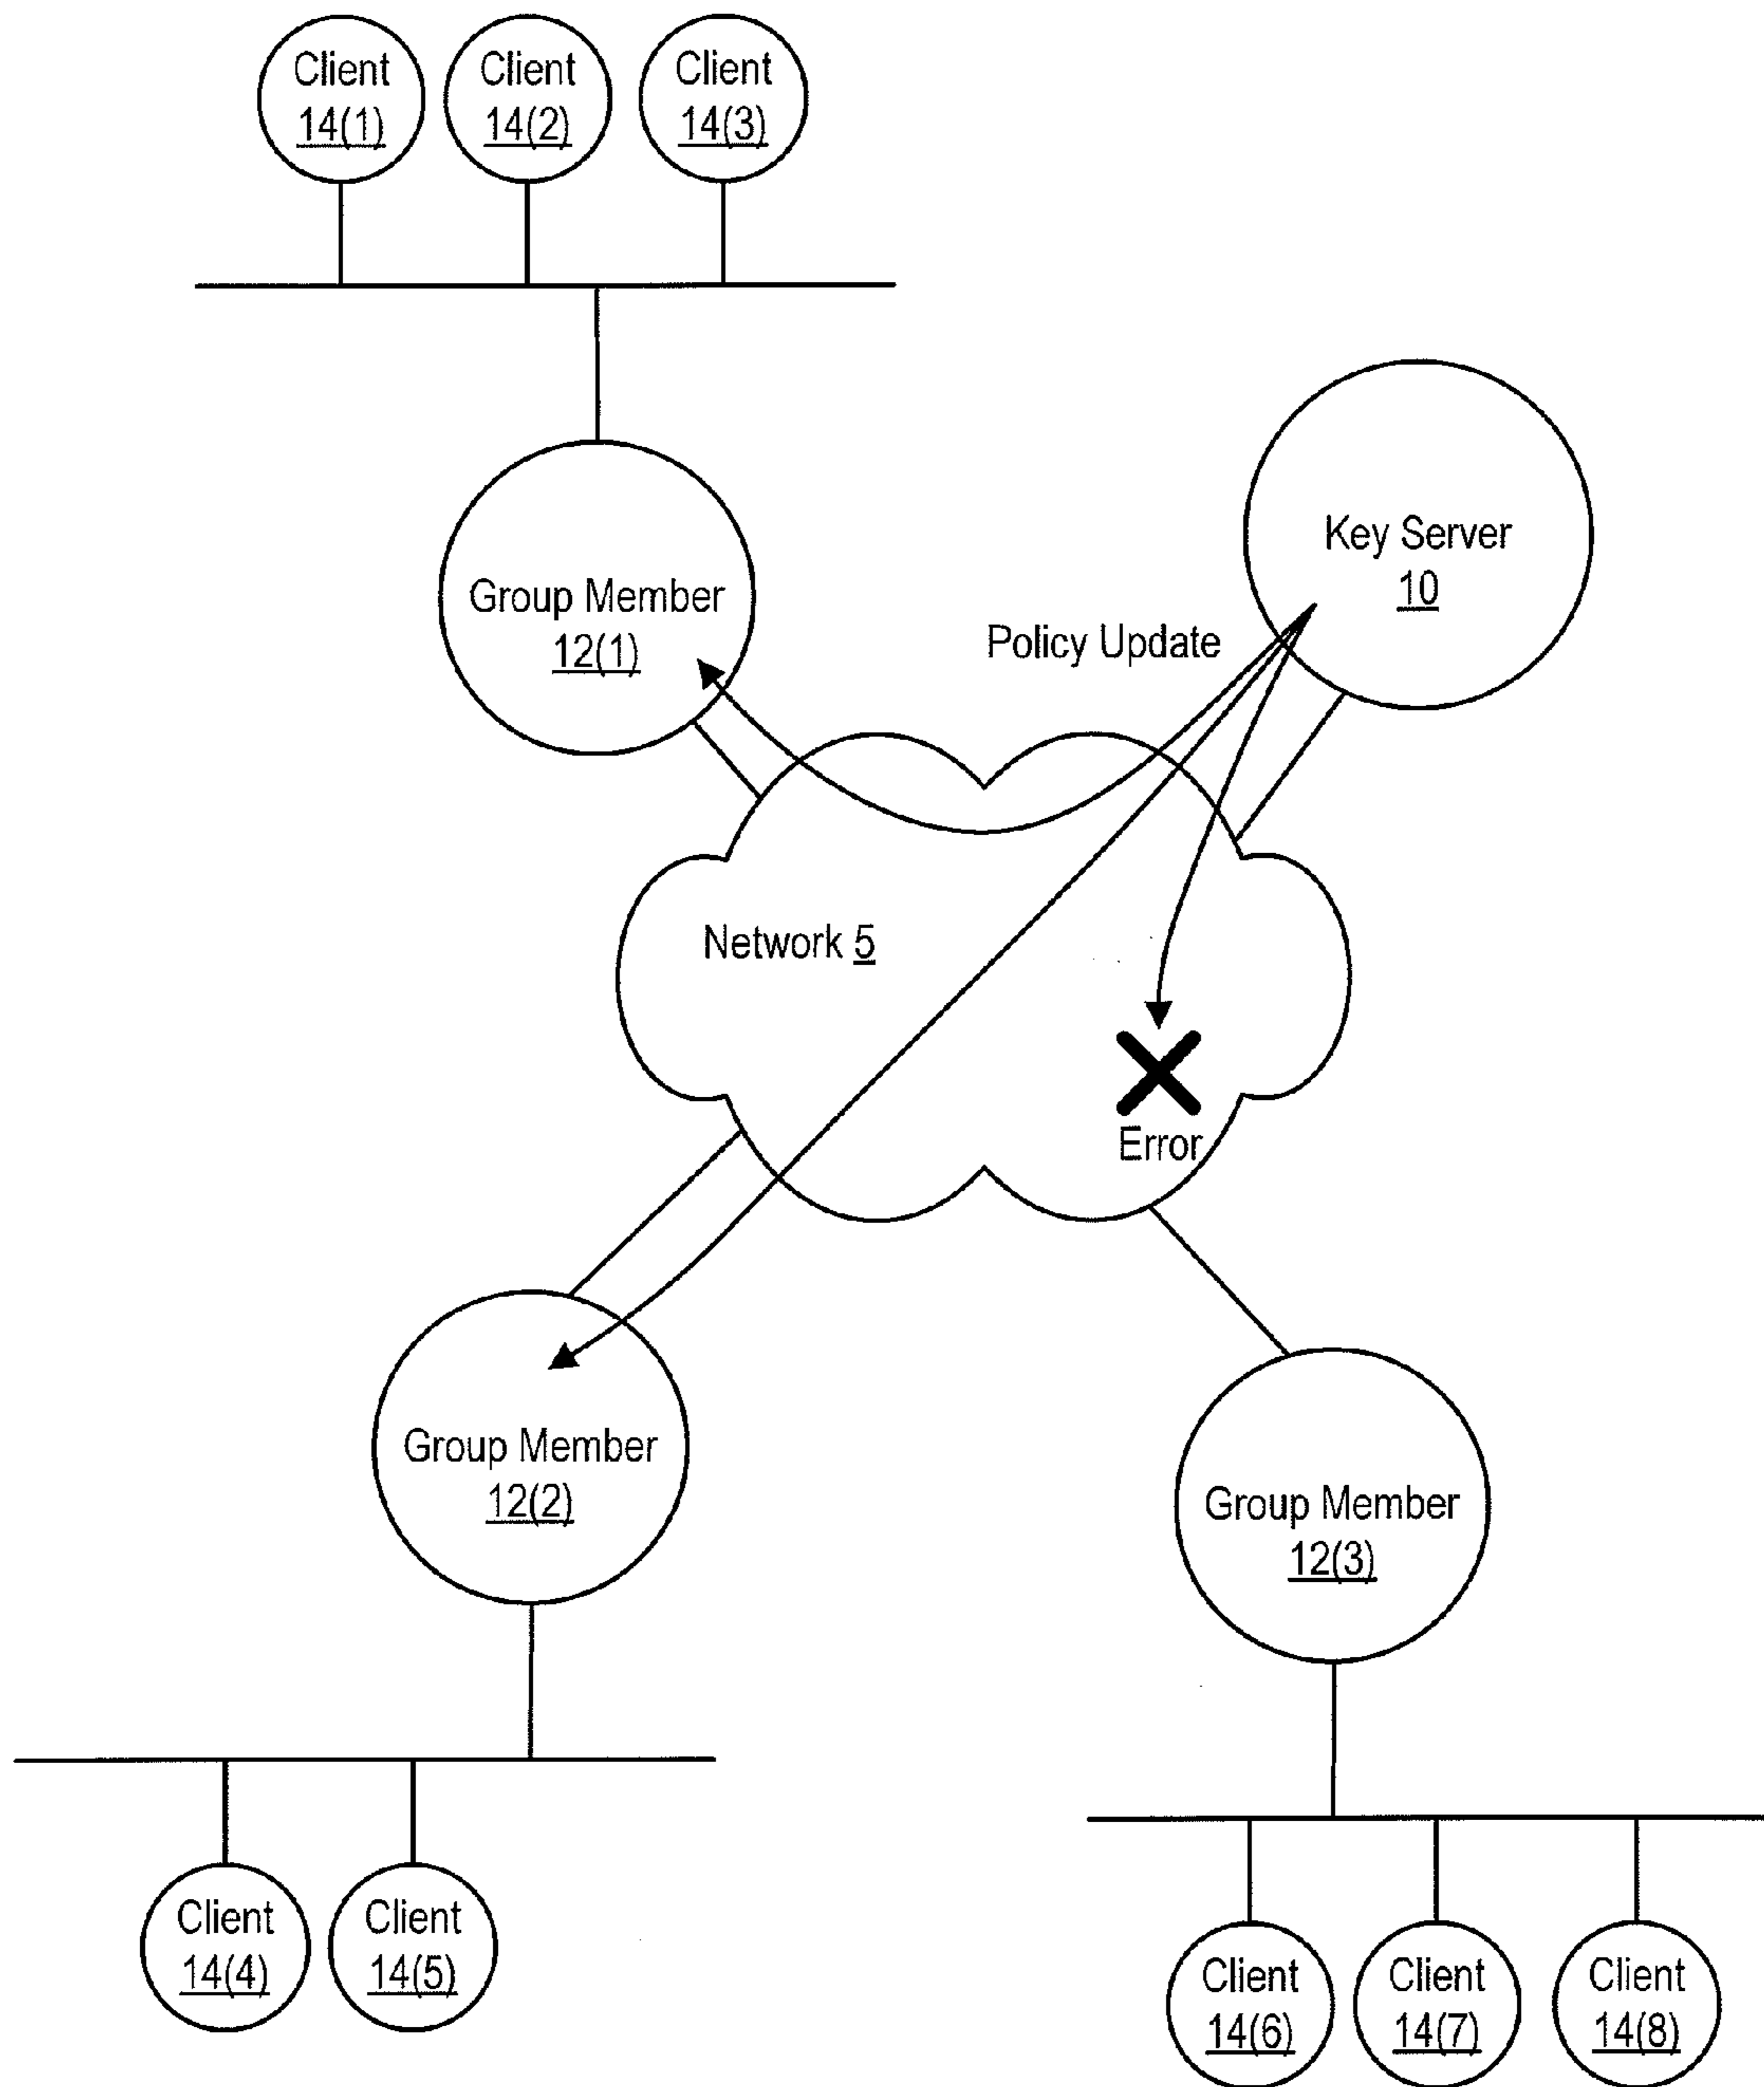 Client
14(1)
Client
14(2)
Client
14(3)
Key Server
10
Group Member
12(1)
Policy Update
Network 5
Error
Group Member
12(2)
Group Member
12(3)
Client
14(4)
Client
14(5)
Client
14(6)
Client
14(7)
Client
14(8)